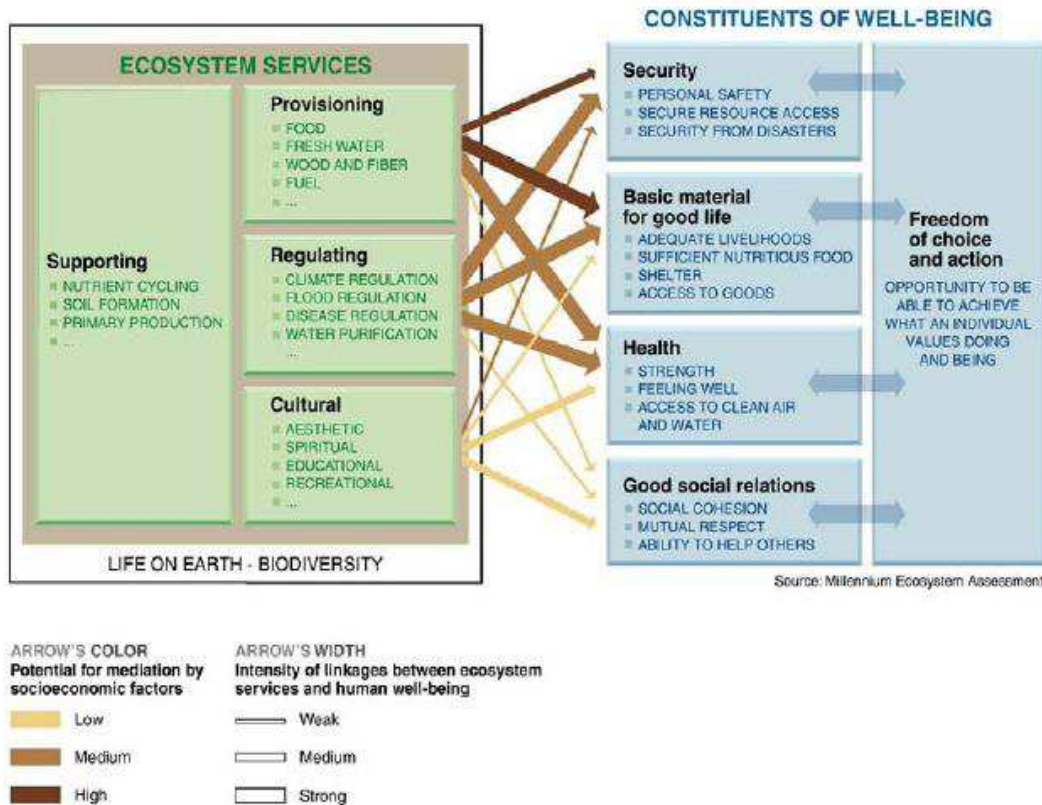 CONSTITUENTS OF WELL-BEING
ECOSYSTEM SERVICES
Supporting
NUTRIENT CYCLING
SOIL FORMATION
PRIMARY PRODUCTION
...
Provisioning
FOOD
FRESH WATER
WOOD AND FIBER
FUEL
...
Regulating
CLIMATE REGULATION
FLOOD REGULATION
DISEASE REGULATION
WATER PURIFICATION
...
Cultural
AESTHETIC
SPIRITUAL
EDUCATIONAL
RECREATIONAL
...
LIFE ON EARTH - BIODIVERSITY
Security
PERSONAL SAFETY
SECURE RESOURCE ACCESS
SECURITY FROM DISASTERS
Basic material
for good life
ADEQUATE LIVELIHOODS
SUFFICIENT NUTRITIOUS FOOD
SHELTER
ACCESS TO GOODS
Health
STRENGTH
FEELING WELL
ACCESS TO CLEAN AIR
AND WATER
Good social relations
SOCIAL COHESION
MUTUAL RESPECT
ABILITY TO HELP OTHERS
Freedom
of choice
and action
OPPORTUNITY TO BE
ABLE TO ACHIEVE
WHAT AN INDIVIDUAL
VALUES DOING
AND BEING
Source: Millennium Ecosystem Assessment
ARROW'S COLOR
Potential for mediation by
socioeconomic factors
Low
Medium
High
ARROW'S WIDTH
Intensity of linkages between ecosystem
services and human well-being
Weak
Medium
Strong